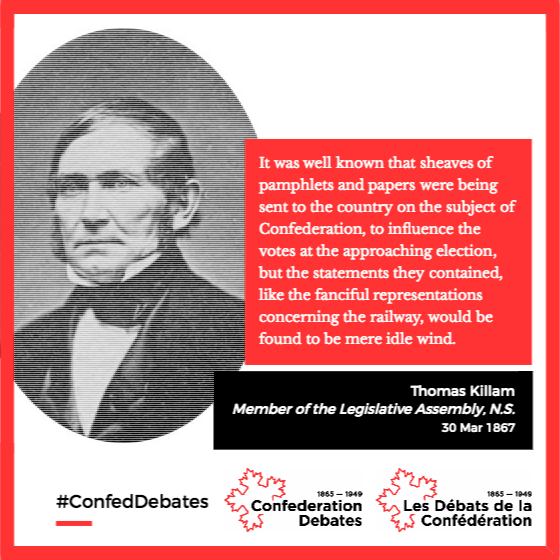 It was well known that sheaves of
pamphlets and papers were being
sent to the country on the subject of
Confederation, to influence the
votes at the approaching election,
but the statements they contained,
like the fanciful representations
concerning the railway, would be
found to be mere idle wind.
Thomas Killam
Member of the Legislative Assembly, N.S.
30 Mar 1867
#ConfedDebates
1865 — 1949
Confederation
Debates
1865 — 1949
Les Débats de la
Confédération